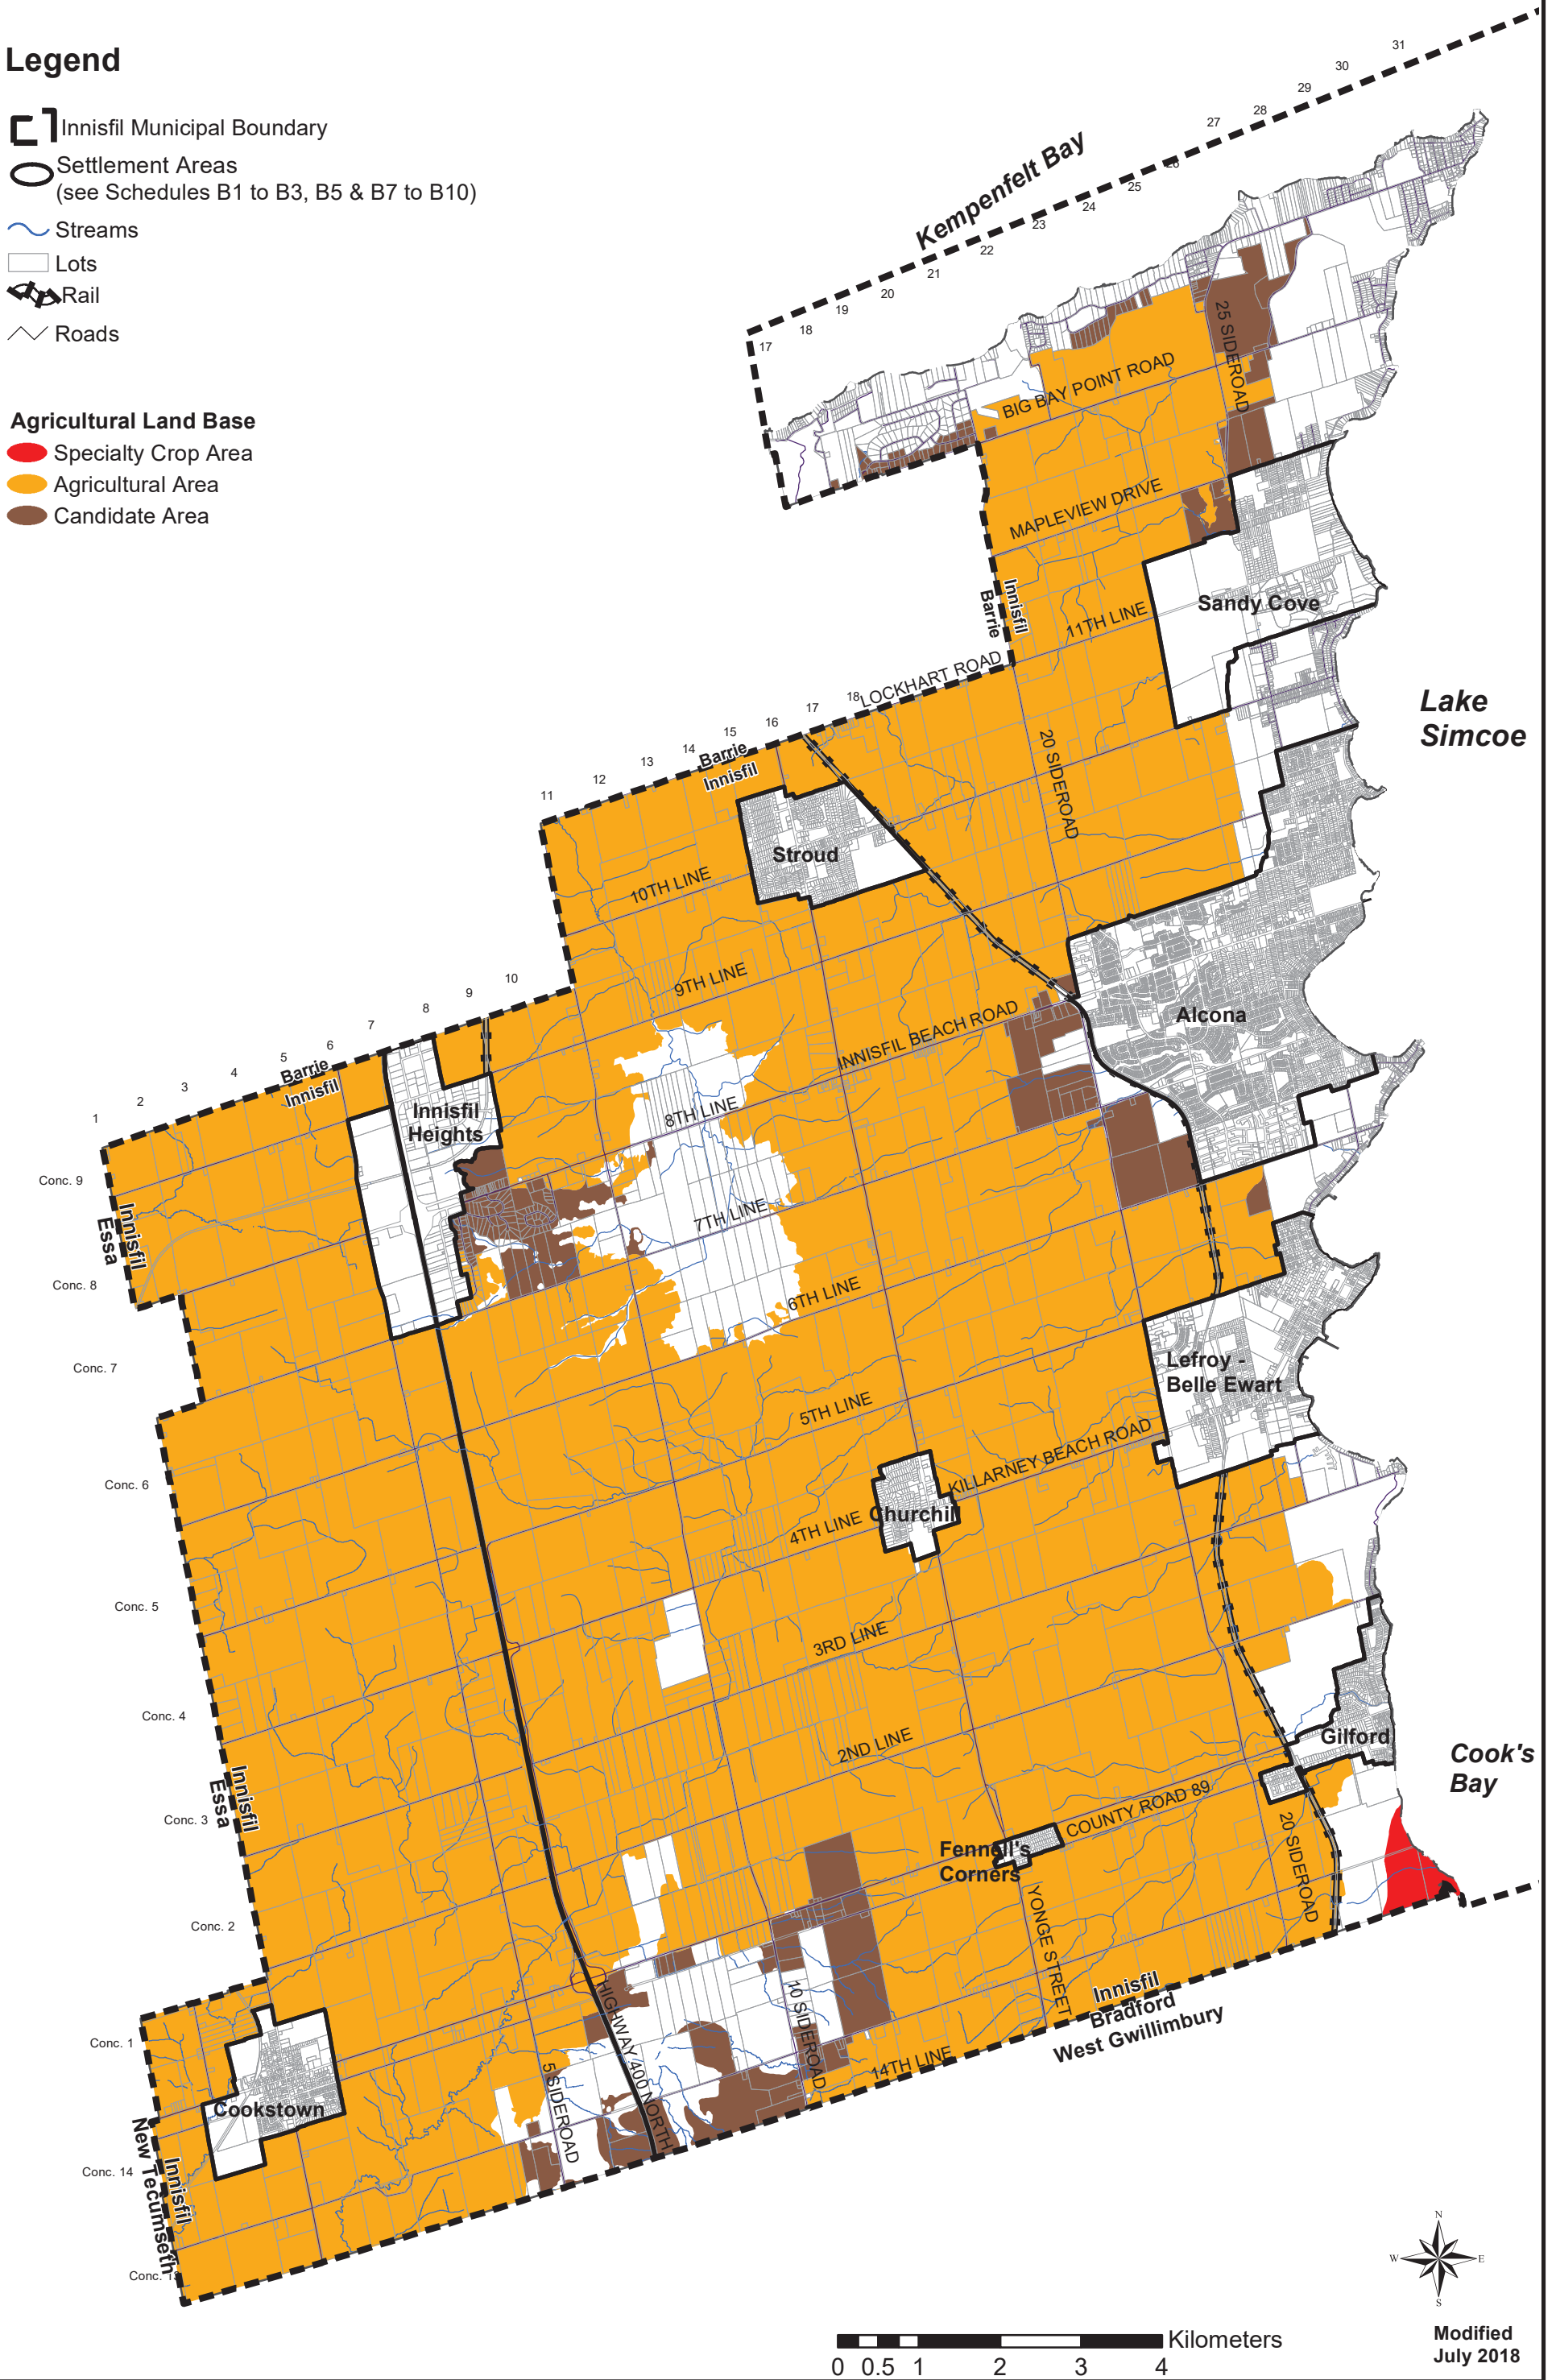 Legend
Innisfil Municipal Boundary
Settlement Areas
(see Schedules B1 to B3, B5 & B7 to B10)
Streams
Lots
Rail
Roads
Agricultural Land Base
Specialty Crop Area
Agricultural Area
Candidate Area
31
30
29
28
27
26
25
24
23
22
21
20
19
18
17
Kempenfelt Bay
25 SIDEROAD
BIG BAY POINT ROAD
MAPLEVIEW DRIVE
Innisfil
Barrie
11TH LINE
Sandy Cove
LOCKHART ROAD
Lake
Simcoe
18
17
16
15
14
13
12
11
Barrie
Innisfil
20 SIDEROAD
Stroud
10TH LINE
9TH LINE
10
9
8
7
6
5
4
3
2
1
Barrie
Innisfil
INNISFIL BEACH ROAD
Alcona
Innisfil
Heights
8TH LINE
Conc. 9
Innisfil
Essa
7TH LINE
Conc. 8
6TH LINE
Conc. 7
Lefroy -
Belle Ewart
5TH LINE
KILLARNEY BEACH ROAD
Conc. 6
Churchill
4TH LINE
Conc. 5
3RD LINE
Conc. 4
2ND LINE
Gilford
Cook's
Bay
Innisfil
Essa
Conc. 3
COUNTY ROAD 89
Fennell's
Corners
20 SIDEROAD
YONGE STREET
Conc. 2
HIGHWAY 400 NORTH
10 SIDEROAD
Innisfil
Bradford
West Gwillimbury
Conc. 1
14TH LINE
5 SIDEROAD
Cookstown
Conc. 14
Innisfil
New Tecumseth
Conc. 13
N
W
E
S
Kilometers
0 0.5 1 2 3 4
Modified
July 2018